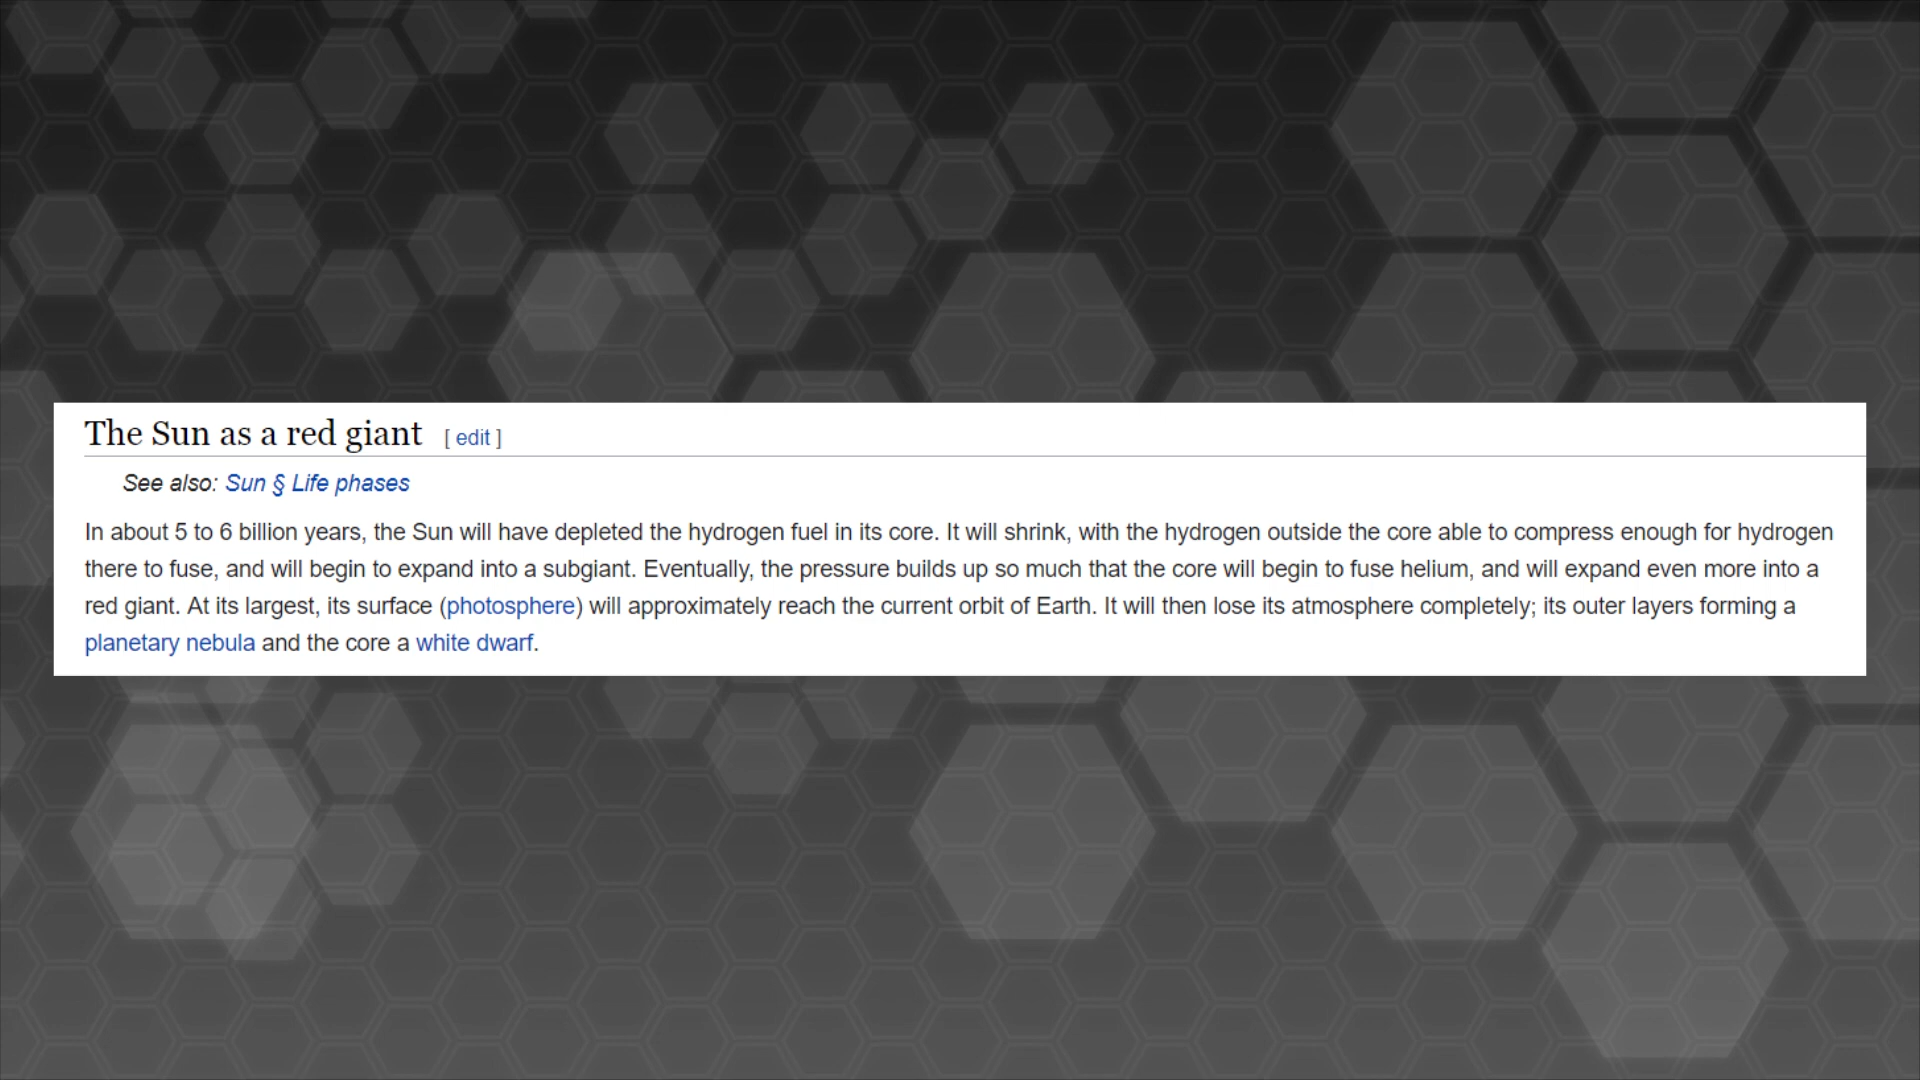 The Sun as a red giant [ edit ]
See also: Sun § Life phases
In about 5 to 6 billion years, the Sun will have depleted the hydrogen fuel in its core. It will shrink, with the hydrogen outside the core able to compress enough for hydrogen
there to fuse, and will begin to expand into a subgiant. Eventually, the pressure builds up so much that the core will begin to fuse helium, and will expand even more into a
red giant. At its largest, its surface (photosphere) will approximately reach the current orbit of Earth. It will then lose its atmosphere completely; its outer layers forming a
planetary nebula and the core a white dwarf.